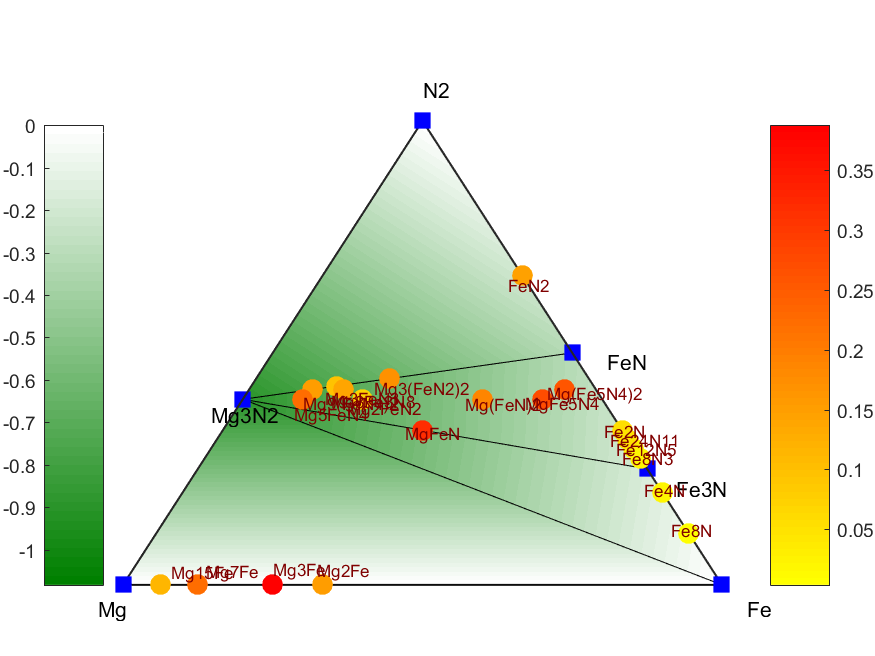 N2
0
-0.1
-0.2
-0.3
-0.4
-0.5
-0.6
-0.7
-0.8
-0.9
-1
0.35
0.3
0.25
0.2
0.15
0.1
0.05
FeN2
FeN
Mg3(FeN2)2
Mg(Fe5N4)2
Mg(FeN)2
MgFe5N4
Mg2FeN2
Mg5FeN4
Mg3N2
MgFeN
Fe2N
Fe24N11
Fe12N5
Fe8N3
Fe3N
Fe4N
Fe8N
Mg15Fe
Mg7Fe
Mg3Fe
Mg2Fe
Mg
Fe